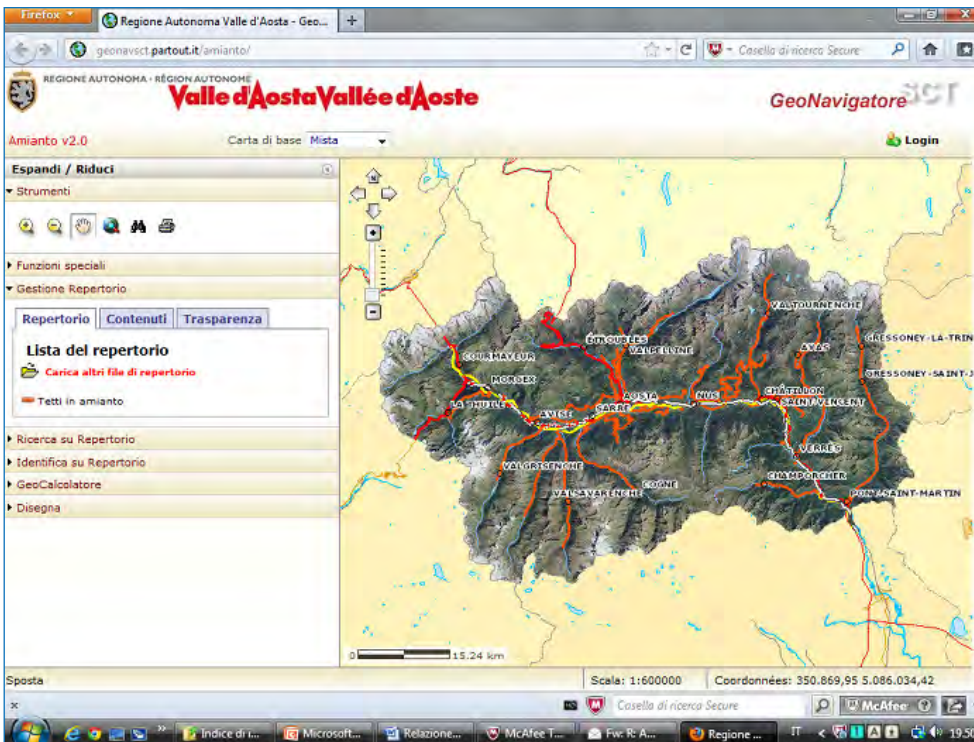 Firefox
Regione Autonoma Valle d'Aosta - Geo...
geonavsct.partout.it/amianto/
Casella di ricerca Secure
REGIONE AUTONOMA - RÉGION AUTONOME
Valle d'Aosta Vallée d'Aoste
GeoNavigatore SCT
Amianto v2.0
Carta di base Mista
Login
Espandi / Riduci
Strumenti
Funzioni speciali
Gestione Repertorio
Repertorio Contenuti Trasparenza
Lista del repertorio
Carica altri file di repertorio
Tetti in amianto
Ricerca su Repertorio
Identifica su Repertorio
GeoCalcolatore
Disegna
VALTOURNENCHE
ÉTROUBLES
VALPELLINE
AYAS
GRESSONEY-LA-TRIN
COURMAYEUR
GRESSONEY-SAINT-J
MORGEX
LA THUILE
AOSTA
NUS
CHÂTILLON
SAINT-VINCENT
AVISE
SARRE
VERRÈS
VALGRISENCHE
COGNE
CHAMPORCHER
VALSAVARENCHE
PONT-SAINT-MARTIN
0 15.24 km
Sposta
Scala: 1:600000
Coordonnées: 350.869,95 5.086.034,42
x
Casella di ricerca Secure
McAfee
Indice di r...
Microsoft...
Relazione...
McAfee T...
Fw: R: A...
Regione ...
IT
19.50